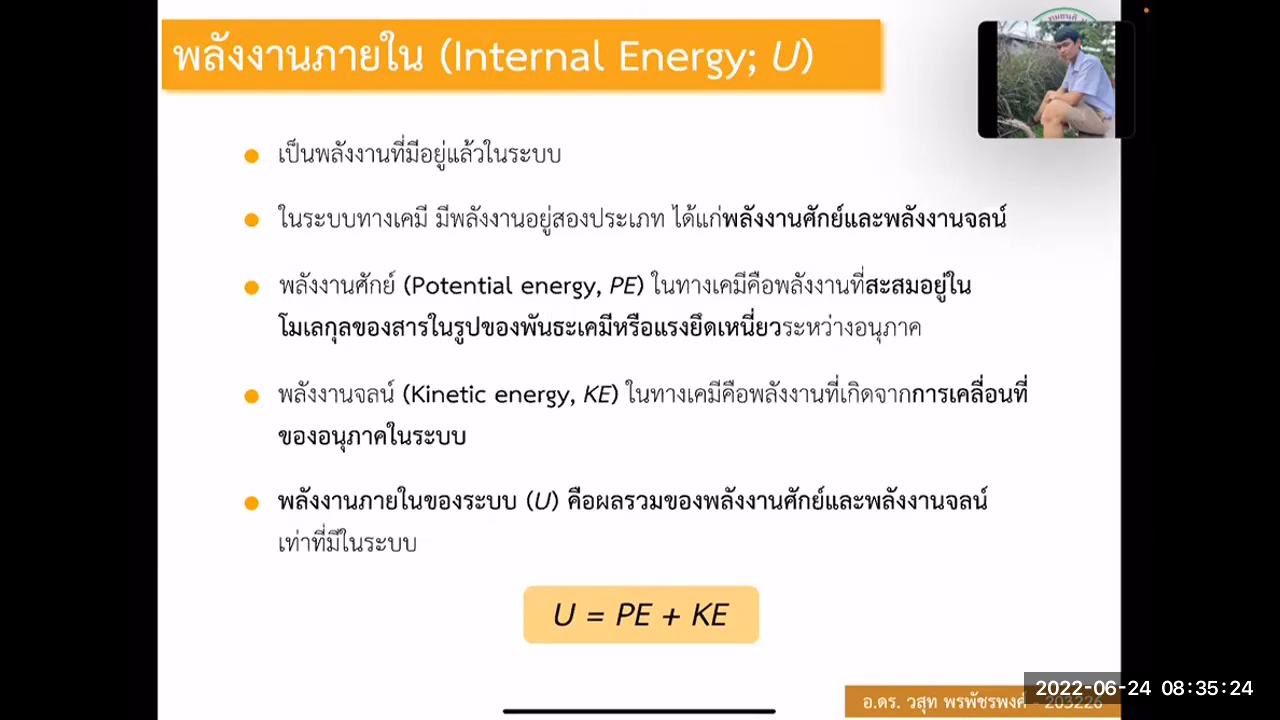 พลังงานภายใน (Internal Energy; U)
เป็นพลังงานที่มีอยู่แล้วในระบบ
ในระบบทางเคมี มีพลังงานอยู่สองประเภท ได้แก่พลังงานศักย์และพลังงานจลน์
พลังงานศักย์ (Potential energy, PE) ในทางเคมีคือพลังงานที่สะสมอยู่ใน
โมเลกุลของสารในรูปของพันธะเคมีหรือแรงยึดเหนี่ยวระหว่างอนุภาค
พลังงานจลน์ (Kinetic energy, KE) ในทางเคมีคือพลังงานที่เกิดจากการเคลื่อนที่
ของอนุภาคในระบบ
พลังงานภายในของระบบ (U) คือผลรวมของพลังงานศักย์และพลังงานจลน์
เท่าที่มีในระบบ
U = PE + KE
2022-06-24 08:35:24
อ.ดร. วสุท พรพัชรพงศ์ - 203226